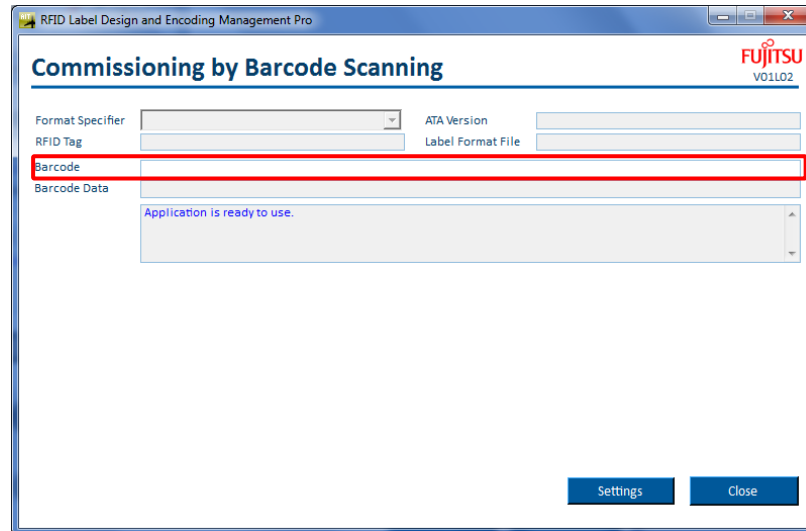 RFID Label Design and Encoding Management Pro
Commissioning by Barcode Scanning
FUJITSU
V01L02
Format Specifier
ATA Version
RFID Tag
Label Format File
Barcode
Barcode Data
Application is ready to use.
Settings
Close